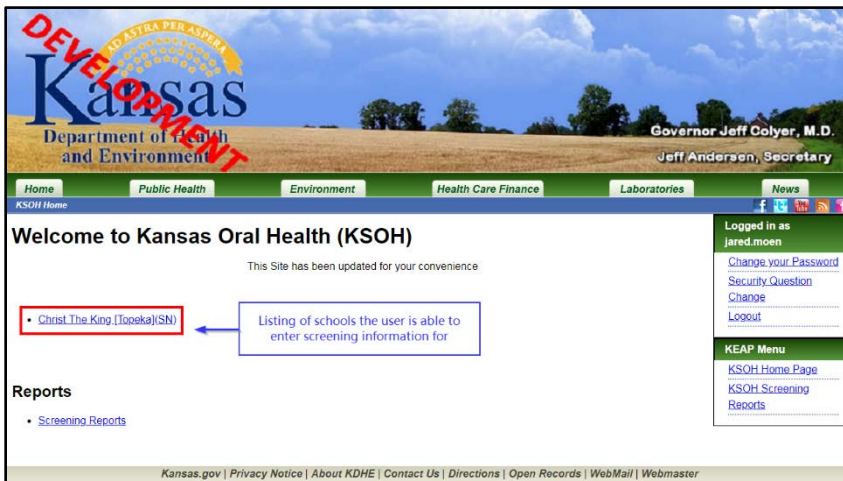 AD ASTRA PER ASPERA
DEVELOPMENT
Kansas
Department of Health
and Environment
Governor Jeff Colyer, M.D.
Jeff Andersen, Secretary
Home Public Health Environment Health Care Finance Laboratories News
KSOH Home
Welcome to Kansas Oral Health (KSOH)
This Site has been updated for your convenience
• Christ The King [Topeka](SN)
Listing of schools the user is able to
enter screening information for
Reports
• Screening Reports
Logged in as
jared.moen
Change your Password
Security Question
Change
Logout
KEAP Menu
KSOH Home Page
KSOH Screening
Reports
Kansas.gov | Privacy Notice | About KDHE | Contact Us | Directions | Open Records | WebMail | Webmaster